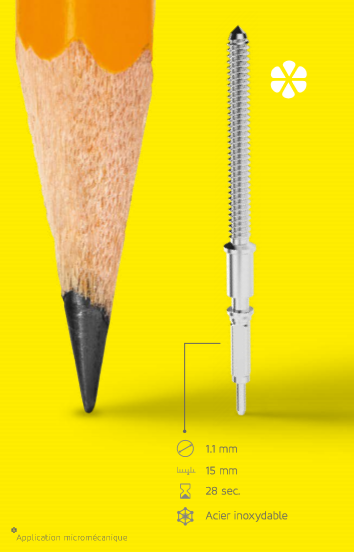 1.1 mm
15 mm
28 sec.
Acier inoxydable
Application micromécanique